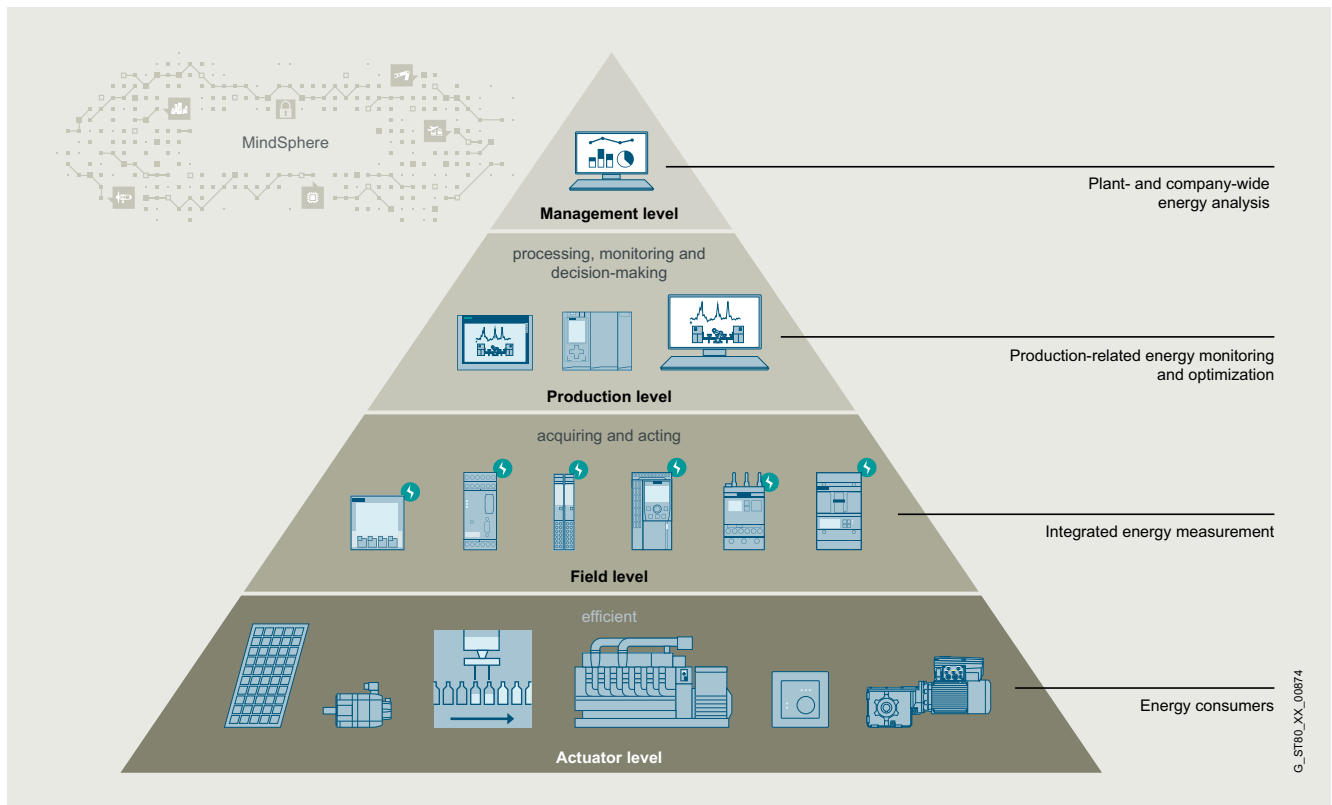 MindSphere
Management level
Plant- and company-wide
energy analysis
processing, monitoring and
decision-making
Production level
Production-related energy monitoring
and optimization
acquiring and acting
Field level
Integrated energy measurement
efficient
Actuator level
Energy consumers
G_ST80_XX_00874